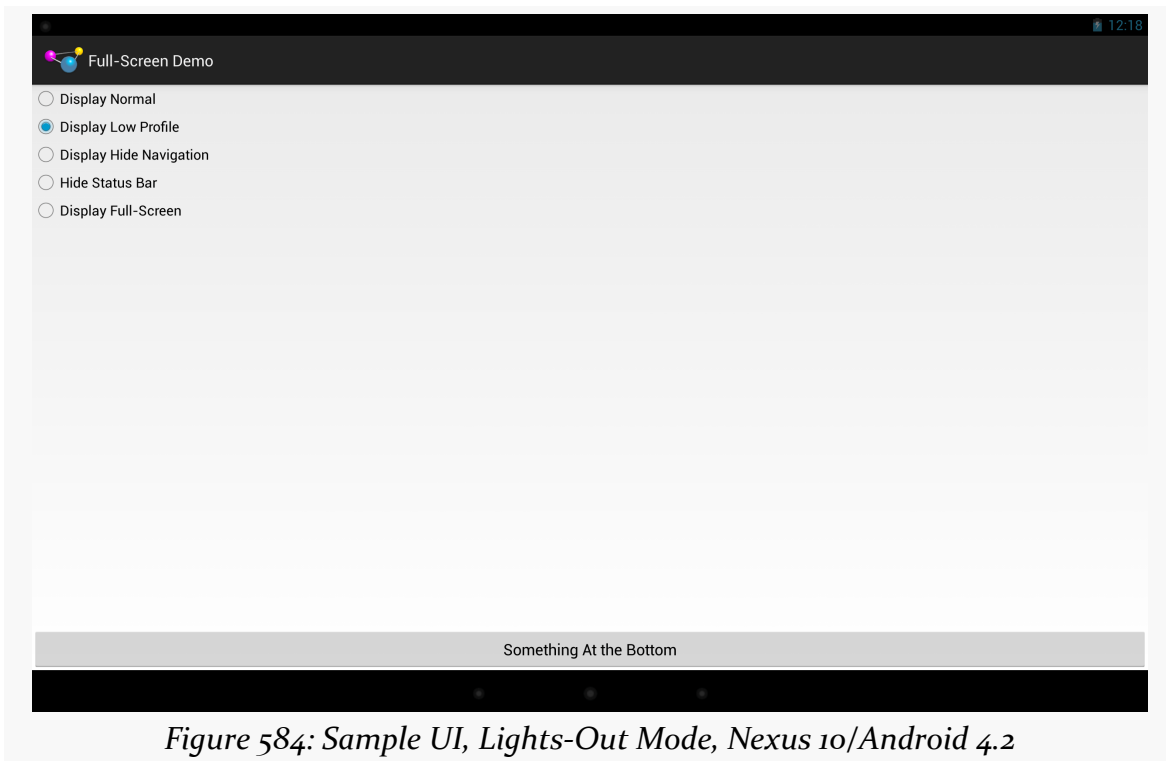 12:18
Full-Screen Demo
Display Normal
Display Low Profile
Display Hide Navigation
Hide Status Bar
Display Full-Screen
Something At the Bottom
Figure 584: Sample UI, Lights-Out Mode, Nexus 10/Android 4.2